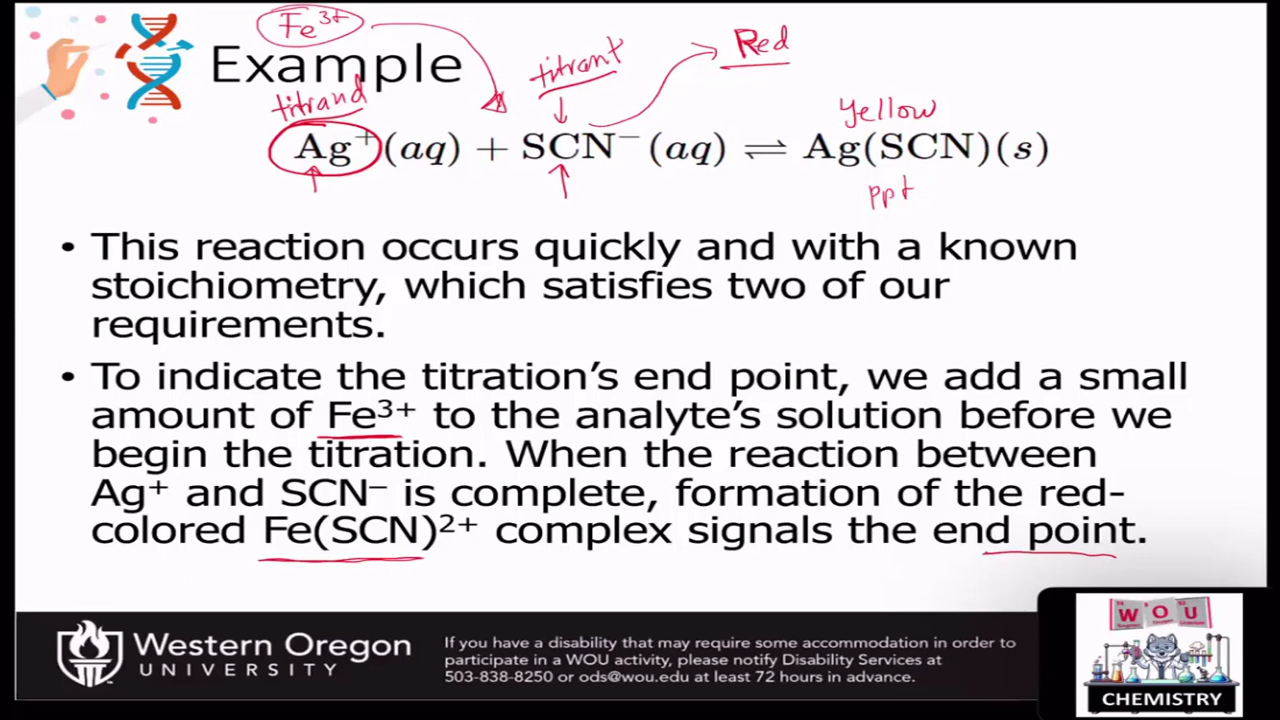 Fe³⁺
Example
titrant
Red
titrand
yellow
Ag⁺(aq) + SCN⁻(aq) ⇌ Ag(SCN)(s)
ppt
• This reaction occurs quickly and with a known
stoichiometry, which satisfies two of our
requirements.
• To indicate the titration’s end point, we add a small
amount of Fe³⁺ to the analyte’s solution before we
begin the titration. When the reaction between
Ag⁺ and SCN⁻ is complete, formation of the red-
colored Fe(SCN)²⁺ complex signals the end point.
Western Oregon
UNIVERSITY
If you have a disability that may require some accommodation in order to
participate in a WOU activity, please notify Disability Services at
503-838-8250 or ods@wou.edu at least 72 hours in advance.
W O U
CHEMISTRY